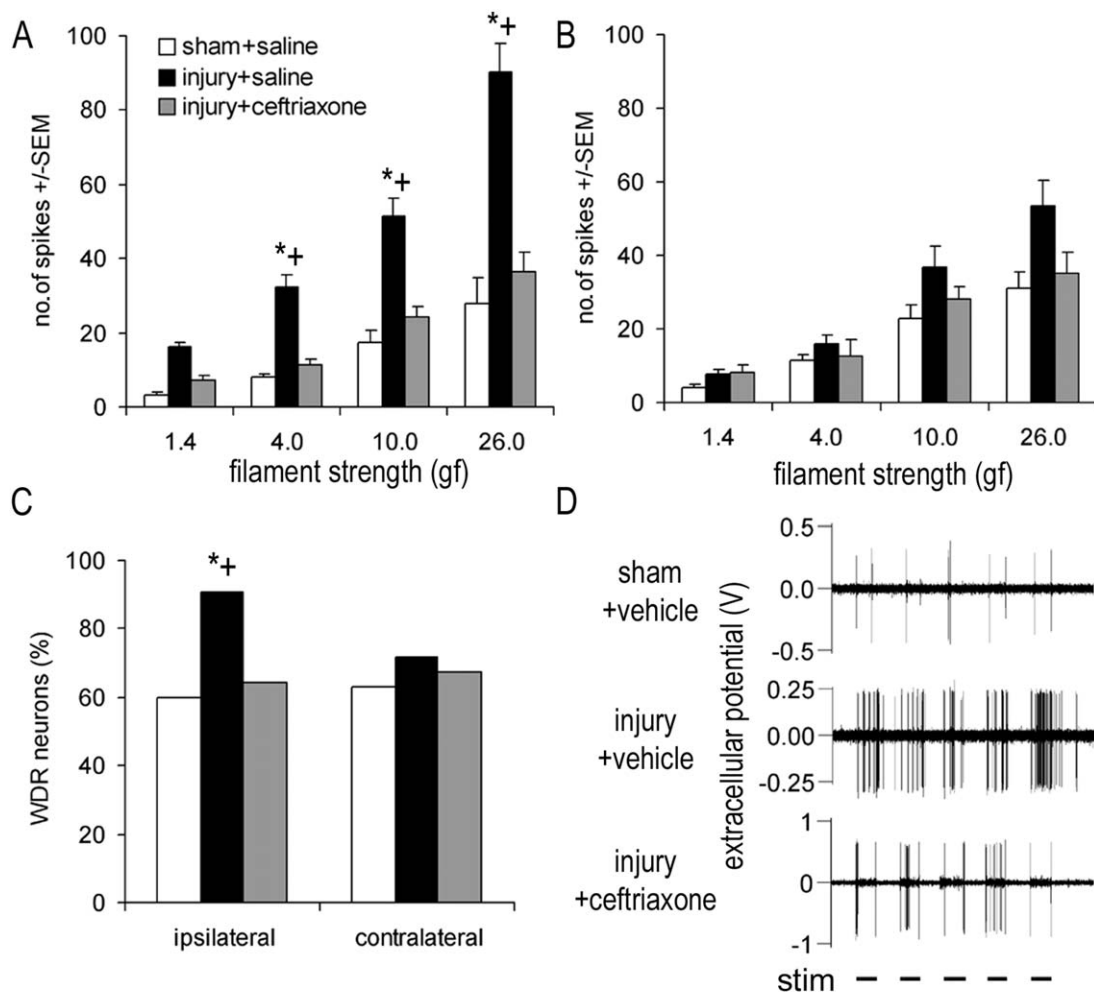 A
100
80
60
40
20
0
no.of spikes +/-SEM
sham+saline
injury+saline
injury+ceftriaxone
*+
*+
*+
1.4 4.0 10.0 26.0
filament strength (gf)
B
100
80
60
40
20
0
no.of spikes +/-SEM
1.4 4.0 10.0 26.0
filament strength (gf)
C
100
80
60
40
20
0
WDR neurons (%)
*+
ipsilateral contralateral
D
extracellular potential (V)
sham
+vehicle
0.5
0.0
-0.5
injury
+vehicle
0.25
0.00
-0.25
injury
+ceftriaxone
1
0
-1
stim